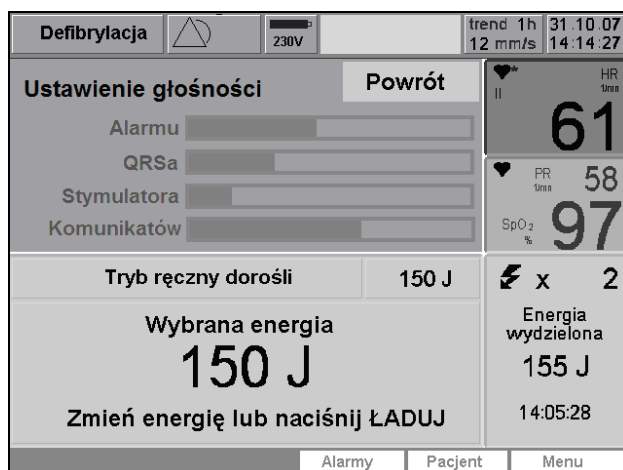 Defibrylacja
230V
trend 1h
12 mm/s
31.10.07
14:14:27
Ustawienie głośności
Powrót
Alarmu
QRSa
Stymulatora
Komunikatów
* HR
II 1/min
61
PR 58
1/min
SpO2 97
%
Tryb ręczny dorośli 150 J
Wybrana energia
150 J
Zmień energię lub naciśnij ŁADUJ
x 2
Energia
wydzielona
155 J
14:05:28
Alarmy Pacjent Menu